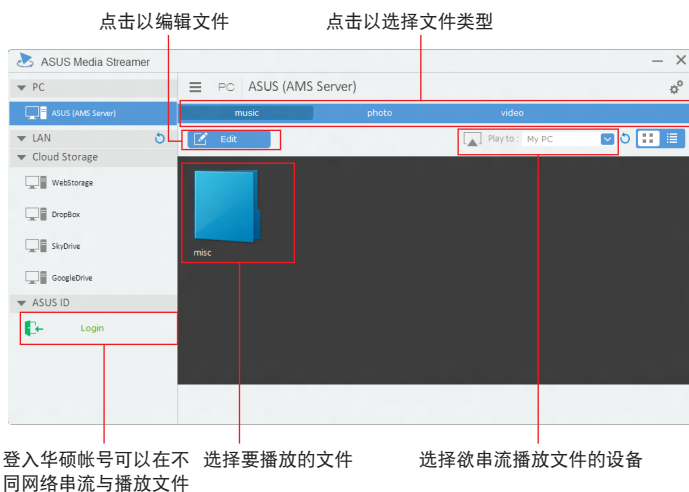 点击以编辑文件
点击以选择文件类型
ASUS Media Streamer
PC
PC ASUS (AMS Server)
ASUS (AMS Server)
music photo video
LAN
Edit
Play to : My PC
Cloud Storage
WebStorage
DropBox
SkyDrive
GoogleDrive
misc
ASUS ID
Login
登入华硕帐号可以在不
同网络串流与播放文件
选择要播放的文件
选择欲串流播放文件的设备